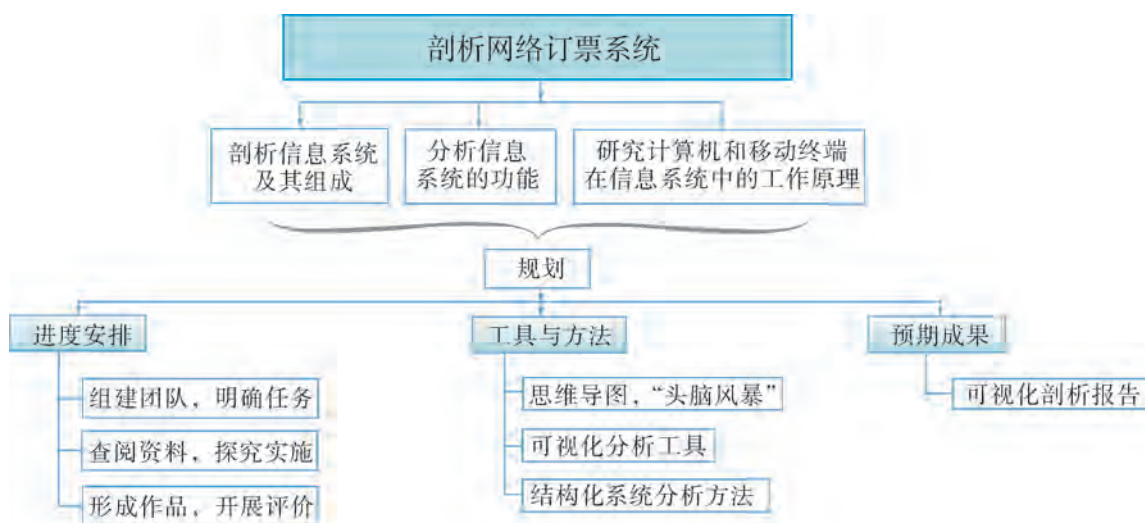 剖析网络订票系统
剖析信息系统
及其组成
分析信息
系统的功能
研究计算机和移动终端
在信息系统中的工作原理
规划
进度安排
组建团队，明确任务
查阅资料，探究实施
形成作品，开展评价
工具与方法
思维导图，“头脑风暴”
可视化分析工具
结构化系统分析方法
预期成果
可视化剖析报告